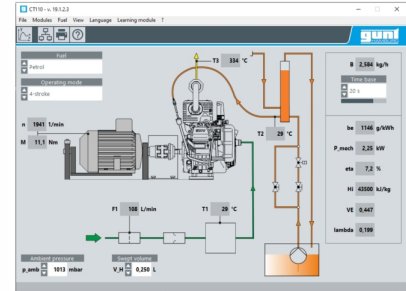 CT110 - v. 19.1.2.3
File Modules Fuel View Language Learning module ?
gunt
Fuel
Petrol
Operating mode
4-stroke
T3 334 °C
B 2,584 kg/h
Time base
20 s
n 1941 1/min
M 11,1 Nm
T2 29 °C
be 1146 g/kWh
P_mech 2,25 kW
eta 7,2 %
Hi 43500 kJ/kg
VE 0,447
lambda 0,199
F1 108 L/min
T1 29 °C
Ambient pressure
p_amb 1013 mbar
Swept volume
V_H 0,250 L